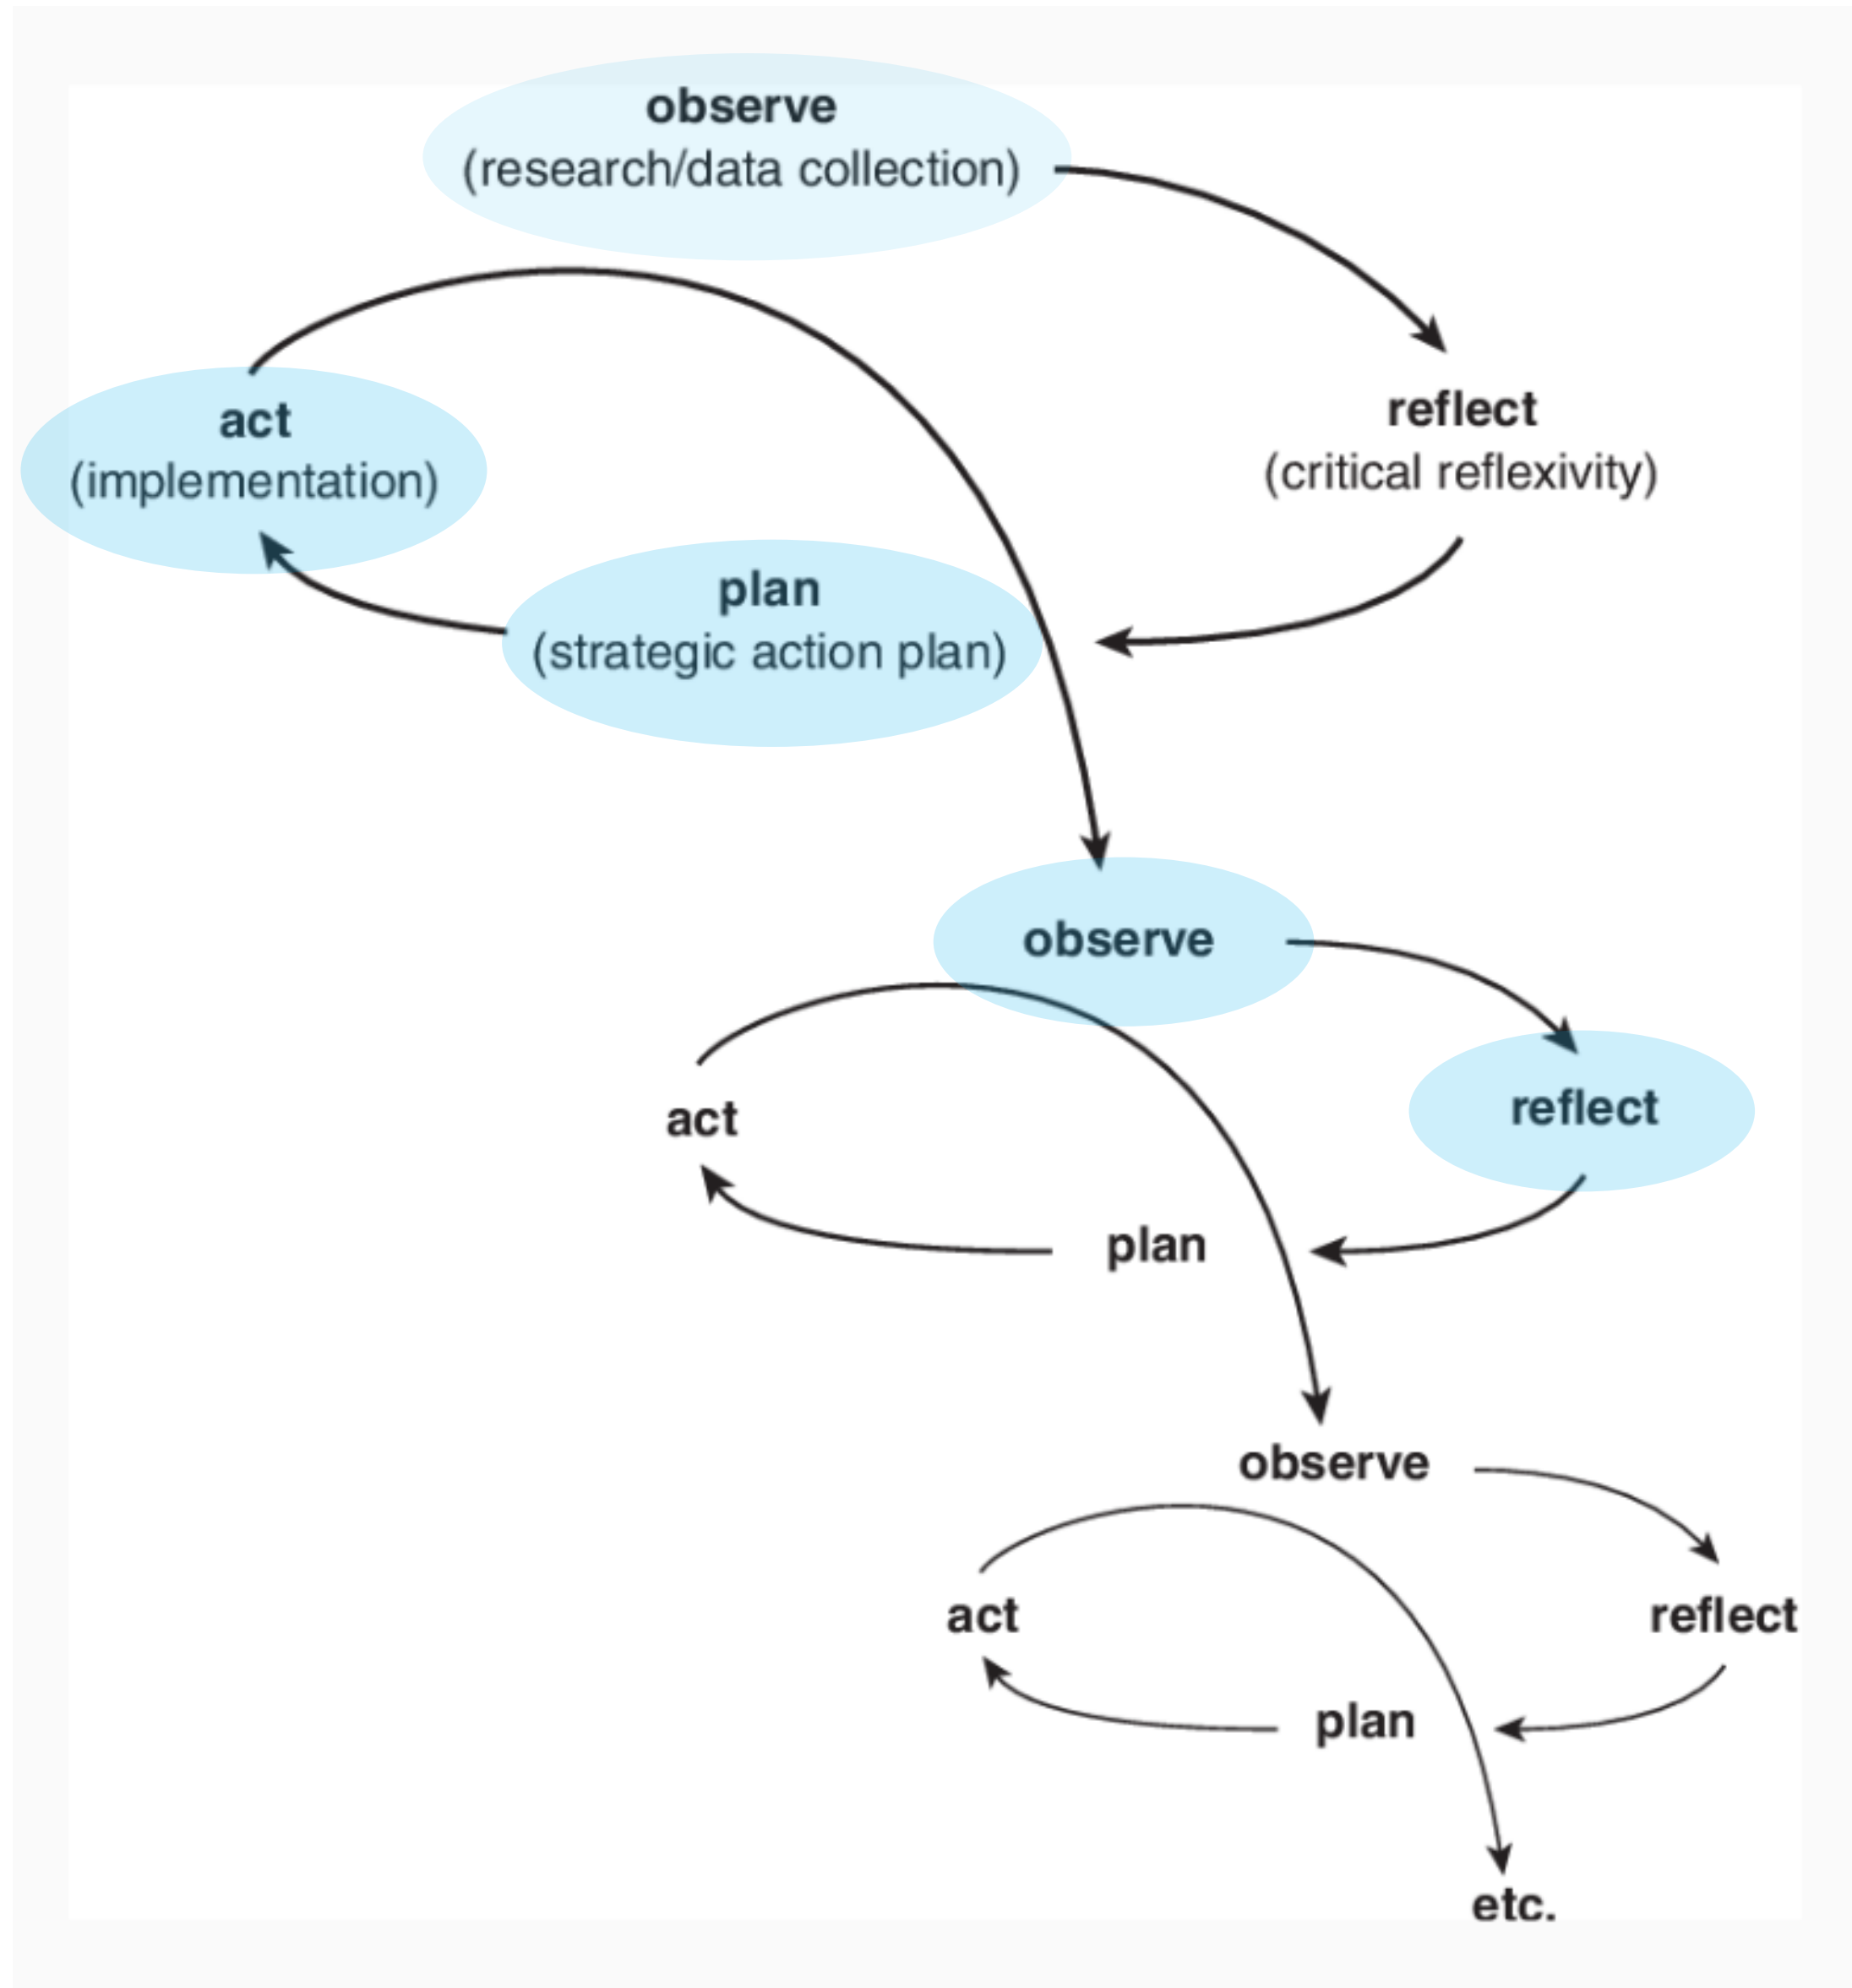 observe
(research/data collection)
reflect
(critical reflexivity)
plan
(strategic action plan)
act
(implementation)
observe
reflect
plan
act
observe
reflect
plan
act
etc.